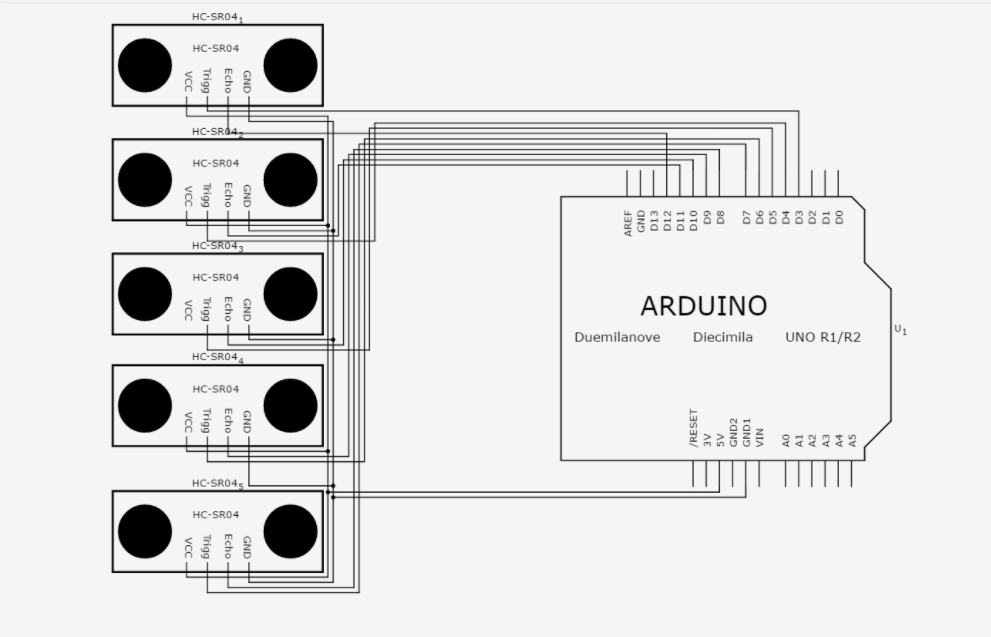 HC-SR04₁
HC-SR04
VCC Trigg Echo GND
HC-SR04₂
HC-SR04
VCC Trigg Echo GND
HC-SR04₃
HC-SR04
VCC Trigg Echo GND
HC-SR04₄
HC-SR04
VCC Trigg Echo GND
HC-SR04₅
HC-SR04
VCC Trigg Echo GND
AREF GND D13 D12 D11 D10 D9 D8 D7 D6 D5 D4 D3 D2 D1 D0
ARDUINO
Duemilanove Diecimila UNO R1/R2
U₁
/RESET 3V 5V GND2 GND1 VIN A0 A1 A2 A3 A4 A5